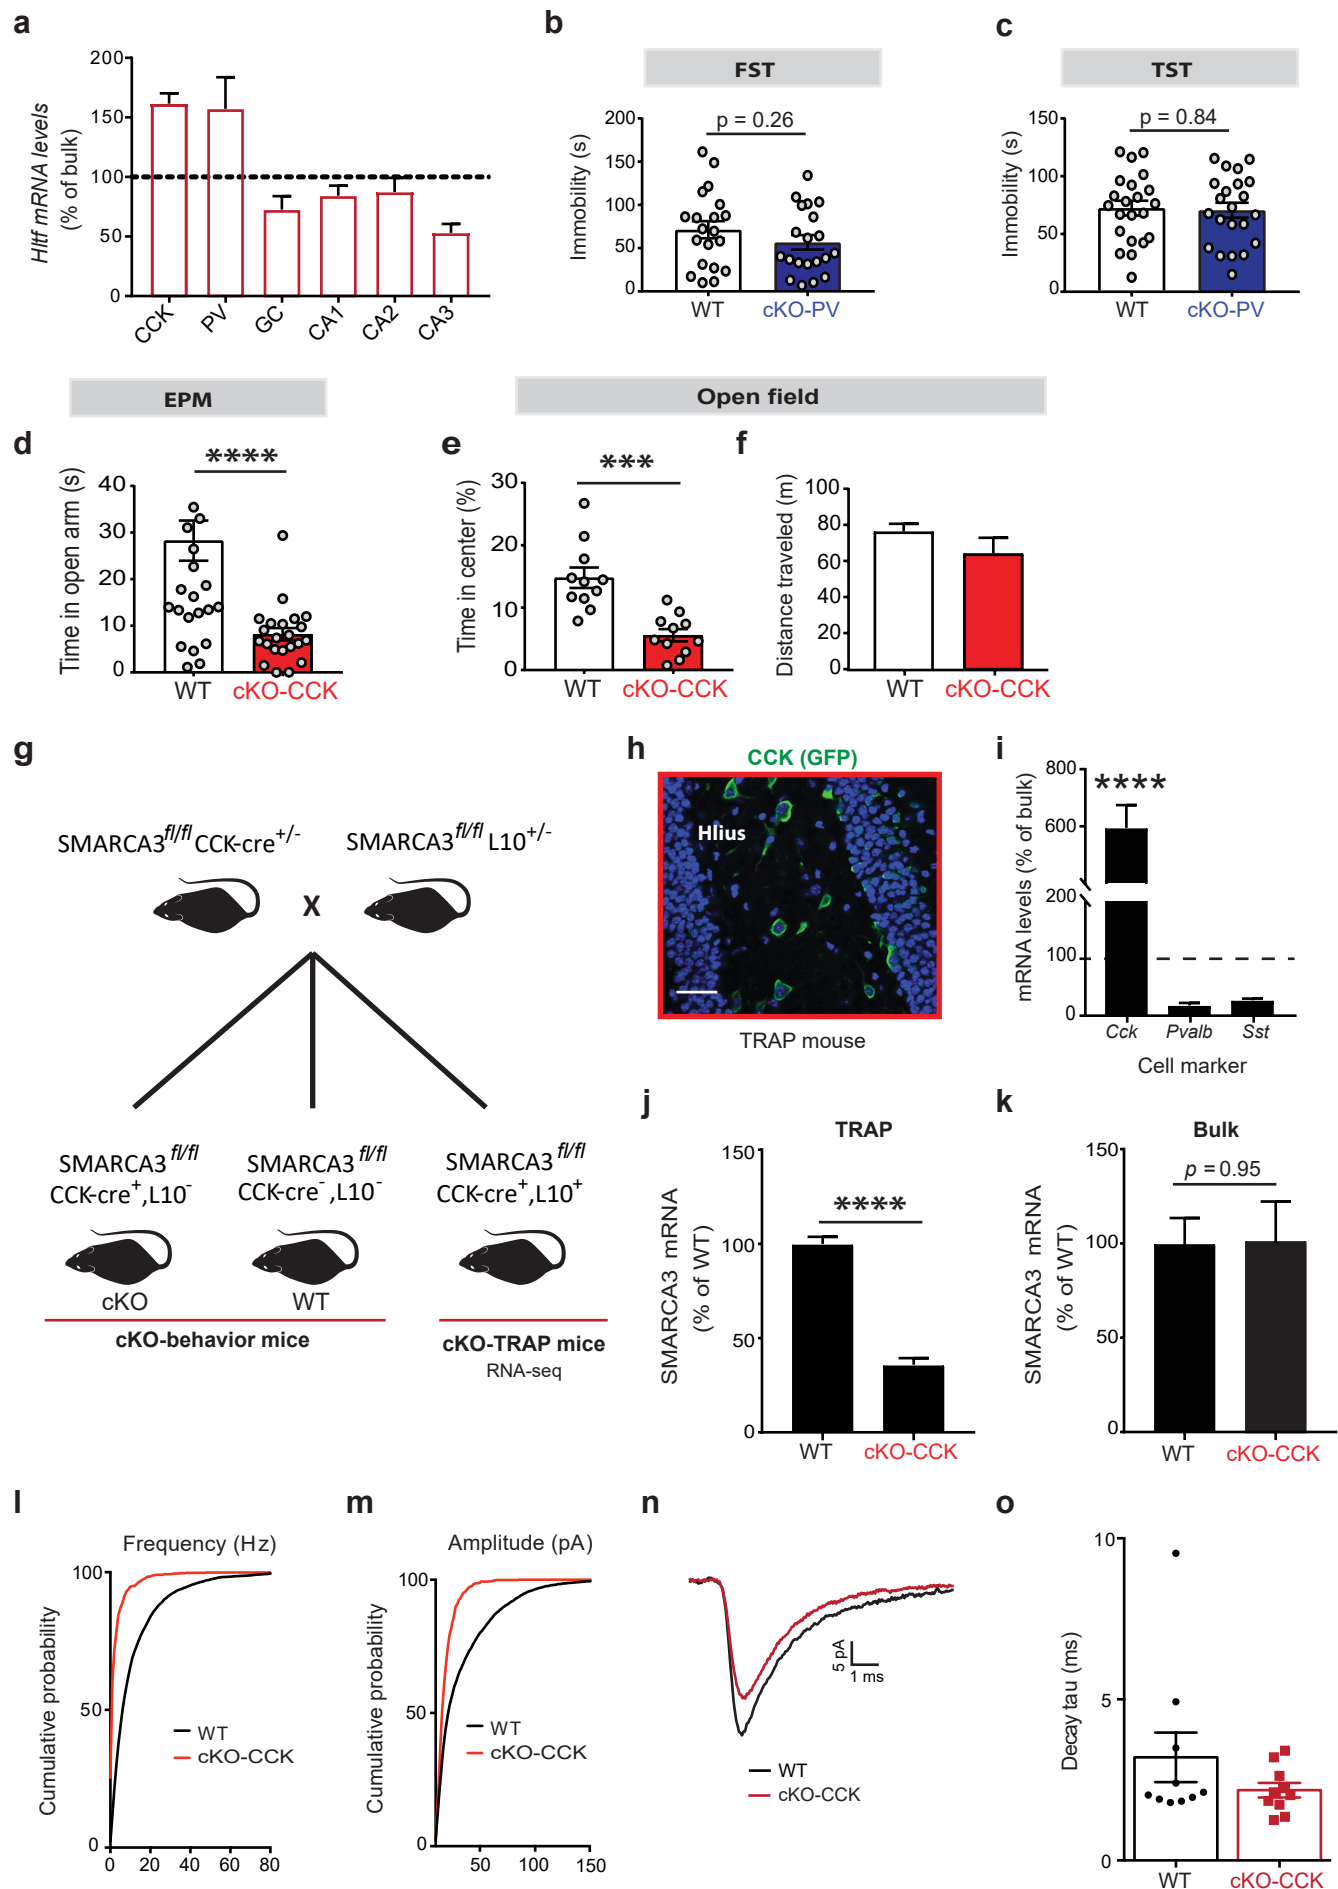 a
200
150
100
50
0
Hltf mRNA levels
(% of bulk)
CCK
PV
GC
CA1
CA2
CA3
b
FST
p = 0.26
200
150
100
50
0
Immobility (s)
WT
cKO-PV
c
TST
p = 0.84
150
100
50
0
Immobility (s)
WT
cKO-PV
EPM
d
****
40
30
20
10
0
Time in open arm (s)
WT
cKO-CCK
Open field
e
***
30
20
10
0
Time in center (%)
WT
cKO-CCK
f
100
80
60
40
20
0
Distance traveled (m)
WT
cKO-CCK
g
SMARCA3fl/fl CCK-cre+/-
SMARCA3fl/fl L10+/-
X
SMARCA3 fl/fl
CCK-cre+,L10-
cKO
SMARCA3 fl/fl
CCK-cre-,L10-
WT
SMARCA3 fl/fl
CCK-cre+,L10+
cKO-behavior mice
cKO-TRAP mice
RNA-seq
h
CCK (GFP)
Hlius
TRAP mouse
i
800
600
200
100
0
****
mRNA levels (% of bulk)
Cck
Pvalb
Sst
Cell marker
j
TRAP
150
100
50
0
****
SMARCA3 mRNA
(% of WT)
WT
cKO-CCK
k
Bulk
150
100
50
0
p = 0.95
SMARCA3 mRNA
(% of WT)
WT
cKO-CCK
l
Frequency (Hz)
100
50
0
Cumulative probability
WT
cKO-CCK
0
20
40
60
80
m
Amplitude (pA)
100
50
0
Cumulative probability
WT
cKO-CCK
50
100
150
n
5 pA
1 ms
WT
cKO-CCK
o
10
5
0
Decay tau (ms)
WT
cKO-CCK